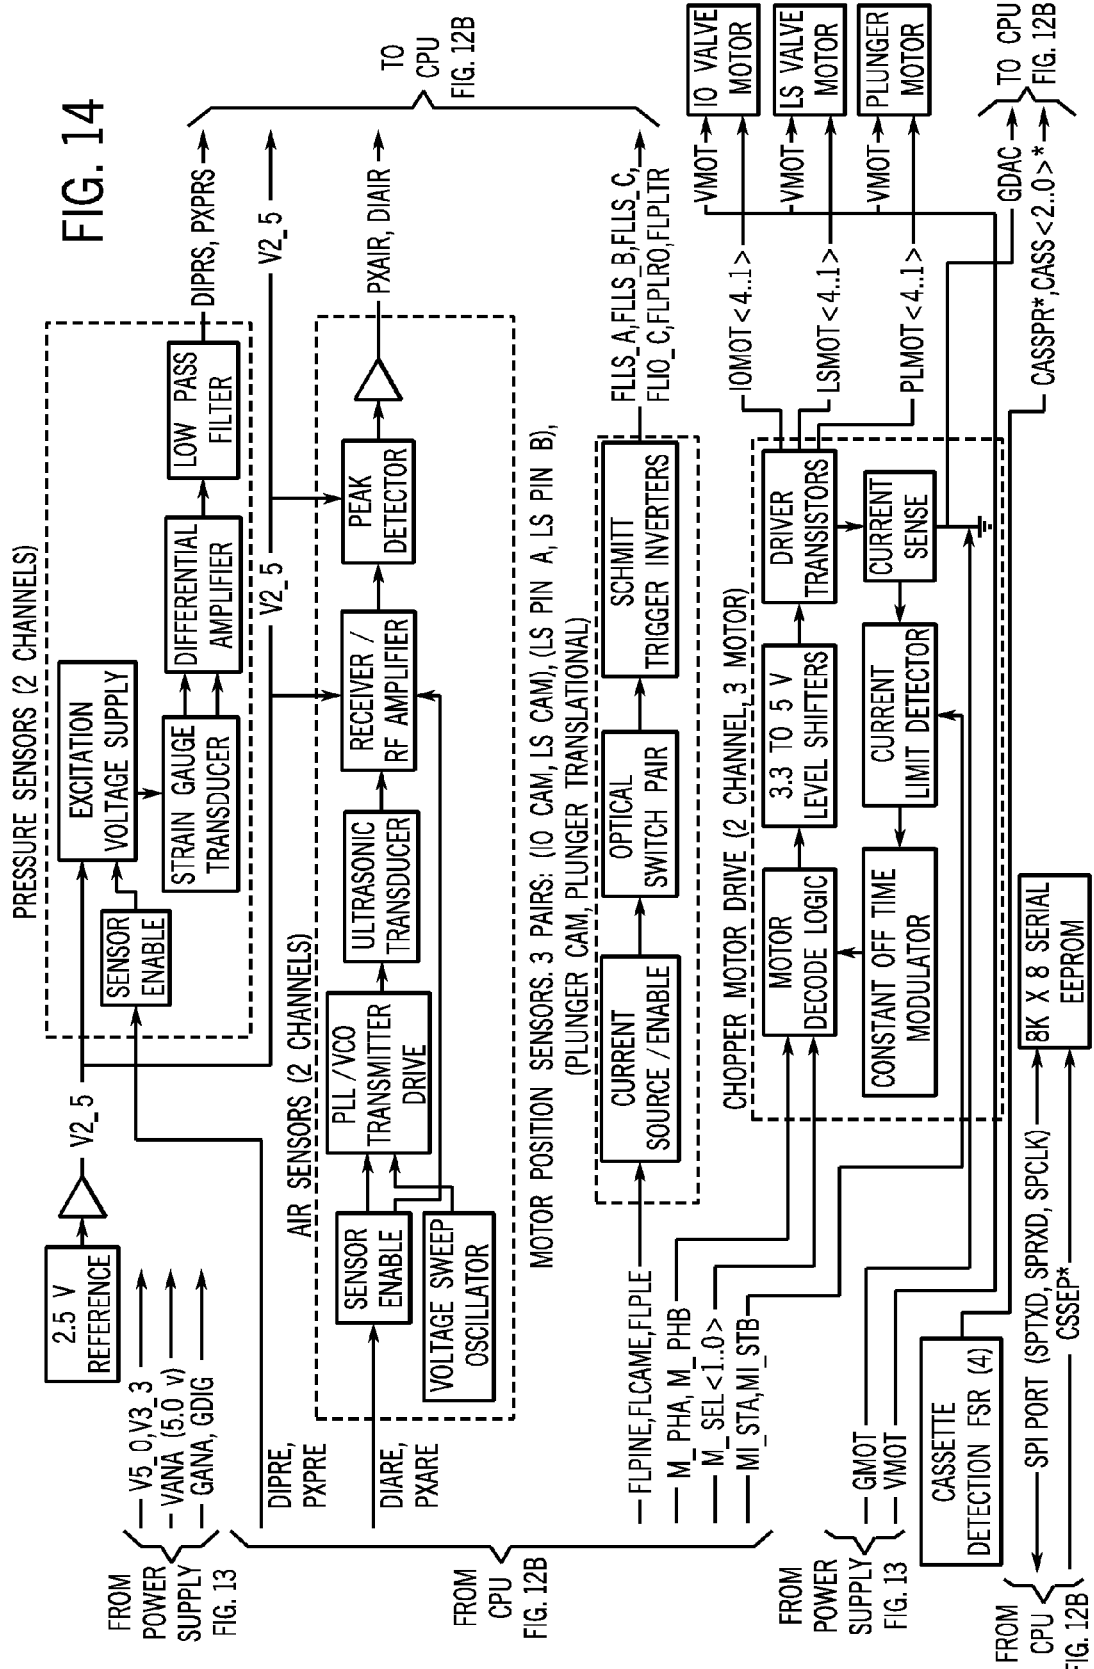 FIG. 14
PRESSURE SENSORS (2 CHANNELS)
2.5 V
REFERENCE
V2_5
SENSOR
ENABLE
EXCITATION
VOLTAGE SUPPLY
STRAIN GAUGE
TRANSDUCER
DIFFERENTIAL
AMPLIFIER
LOW PASS
FILTER
DIPRS, PXPRS
V2_5
V2_5
TO
CPU
FIG. 12B
FROM
POWER
SUPPLY
FIG. 13
V5_0,V3_3
VANA (5.0 v)
GANA, GDIG
DIPRE,
PXPRE
AIR SENSORS (2 CHANNELS)
DIARE,
PXARE
SENSOR
ENABLE
VOLTAGE SWEEP
OSCILLATOR
PLL/VCO
TRANSMITTER
DRIVE
ULTRASONIC
TRANSDUCER
RECEIVER /
RF AMPLIFIER
PEAK
DETECTOR
PXAIR, DIAIR
FROM
CPU
FIG. 12B
MOTOR POSITION SENSORS. 3 PAIRS: (IO CAM, LS CAM), (LS PIN A, LS PIN B),
(PLUNGER CAM, PLUNGER TRANSLATIONAL)
FLPINE,FLCAME,FLPLE
CURRENT
SOURCE/ENABLE
OPTICAL
SWITCH PAIR
SCHMITT
TRIGGER INVERTERS
FLLS_A,FLLS_B,FLLS_C,
FLIO_C,FLPLRO,FLPLTR
M_PHA, M_PHB
M_SEL<1..0>
MI_STA,MI_STB
CHOPPER MOTOR DRIVE (2 CHANNEL, 3 MOTOR)
MOTOR
DECODE LOGIC
3.3 TO 5 V
LEVEL SHIFTERS
DRIVER
TRANSISTORS
CONSTANT OFF TIME
MODULATOR
CURRENT
LIMIT DETECTOR
CURRENT
SENSE
IOMOT<4..1>
LSMOT<4..1>
PLMOT<4..1>
VMOT
IO VALVE
MOTOR
VMOT
LS VALVE
MOTOR
VMOT
PLUNGER
MOTOR
FROM
POWER
SUPPLY
FIG. 13
GMOT
VMOT
GDAC
CASSPR*,CASS<2..0>*
TO CPU
FIG. 12B
CASSETTE
DETECTION FSR (4)
FROM
CPU
FIG. 12B
SPI PORT (SPTXD, SPRXD, SPCLK)
CSSEP*
8K X 8 SERIAL
EEPROM